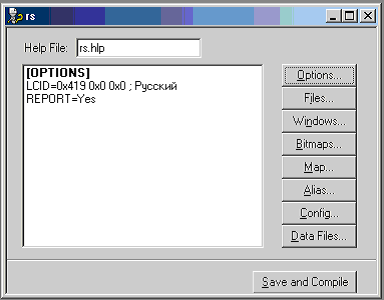 rs
Help File: rs.hlp
[OPTIONS]
LCID=0x419 0x0 0x0 ; Русский
REPORT=Yes
Options...
Files...
Windows...
Bitmaps...
Map...
Alias...
Config...
Data Files...
Save and Compile